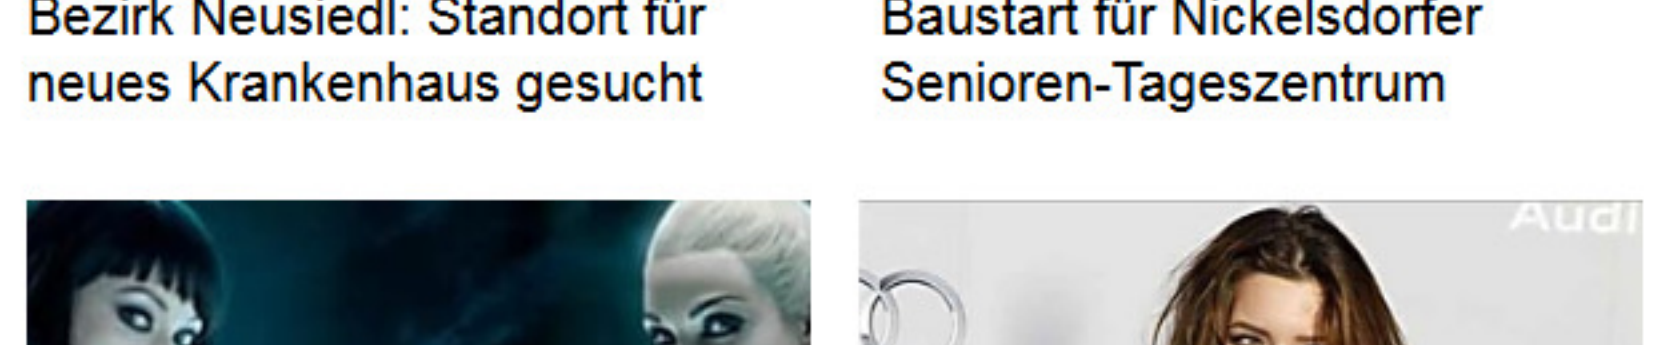 Bezirk Neusiedl: Standort für
neues Krankenhaus gesucht
Baustart für Nickelsdorfer
Senioren-Tageszentrum
Audi